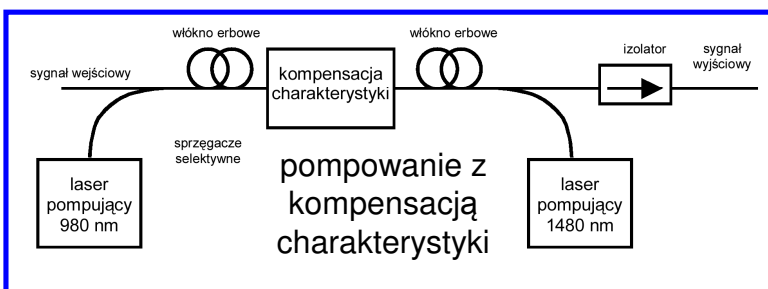 włókno erbowe
włókno erbowe
sygnał wejściowy
kompensacja
charakterystyki
izolator
sygnał
wyjściowy
sprzęgacze
selektywne
laser
pompujący
980 nm
pompowanie z
kompensacją
charakterystyki
laser
pompujący
1480 nm